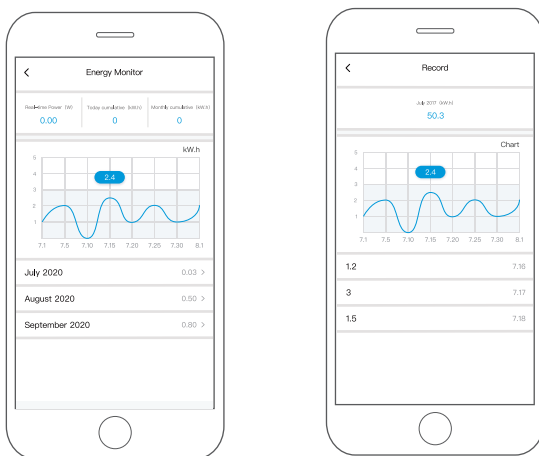 Energy Monitor
Real-time Power (W) Today cumulative (kW.h) Monthly cumulative (kW.h)
0.00 0 0
kW.h
5
4
3
2
1
2.4
7.1 7.5 7.10 7.15 7.20 7.25 7.30 8.1
July 2020 0.03
August 2020 0.50
September 2020 0.80
Record
July 2017 (kW.h)
50.3
Chart
5
4
3
2
1
2.4
7.1 7.5 7.10 7.15 7.20 7.25 7.30 8.1
1.2 7.16
3 7.17
1.5 7.18